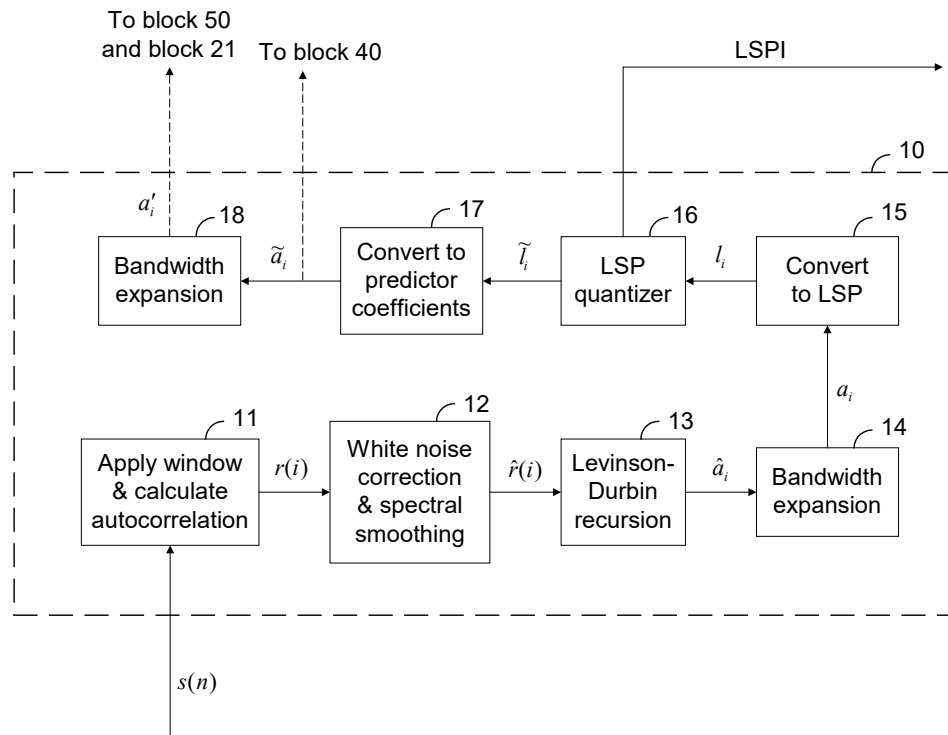 To block 50
and block 21
To block 40
LSPI
10
a′ᵢ
18
Bandwidth
expansion
ãᵢ
17
Convert to
predictor
coefficients
l̃ᵢ
16
LSP
quantizer
lᵢ
15
Convert
to LSP
aᵢ
11
Apply window
& calculate
autocorrelation
r(i)
12
White noise
correction
& spectral
smoothing
r̂(i)
13
Levinson-
Durbin
recursion
âᵢ
14
Bandwidth
expansion
s(n)